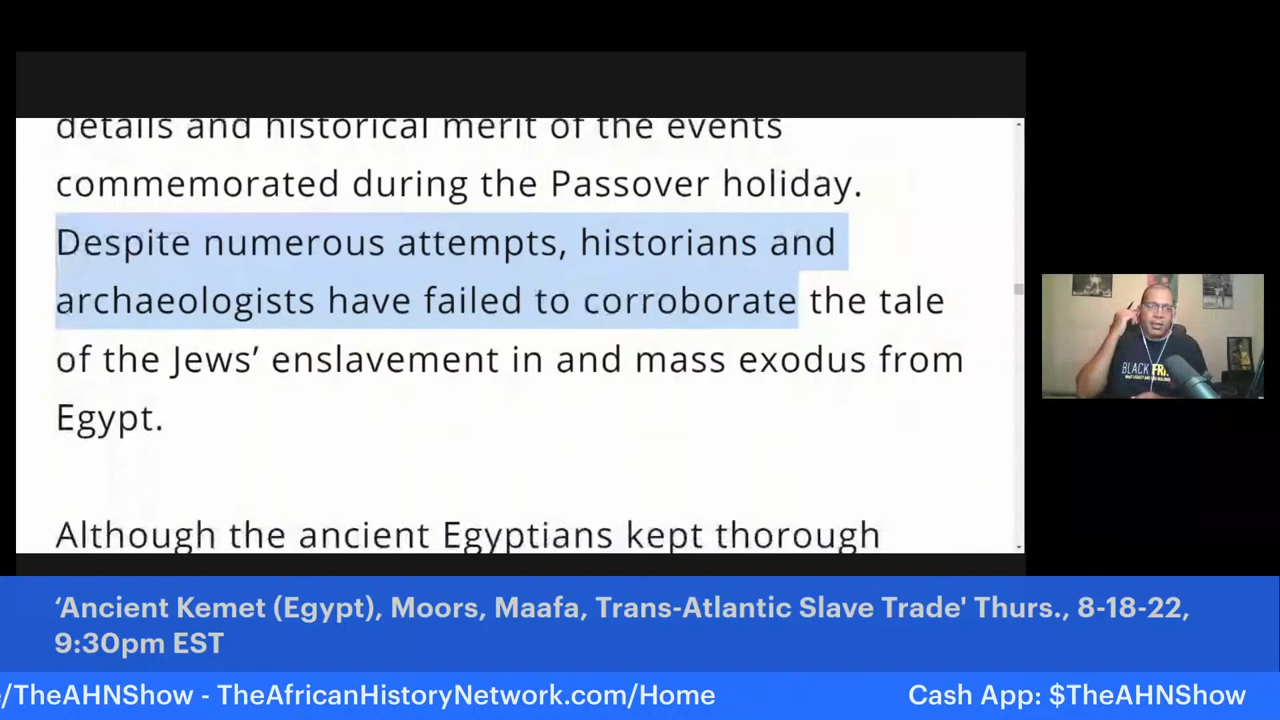 details and historical merit of the events
commemorated during the Passover holiday.
Despite numerous attempts, historians and
archaeologists have failed to corroborate the tale
of the Jews’ enslavement in and mass exodus from
Egypt.
Although the ancient Egyptians kept thorough
BLACK
‘Ancient Kemet (Egypt), Moors, Maafa, Trans-Atlantic Slave Trade' Thurs., 8-18-22,
9:30pm EST
/TheAHNShow - TheAfricanHistoryNetwork.com/Home
Cash App: $TheAHNShow